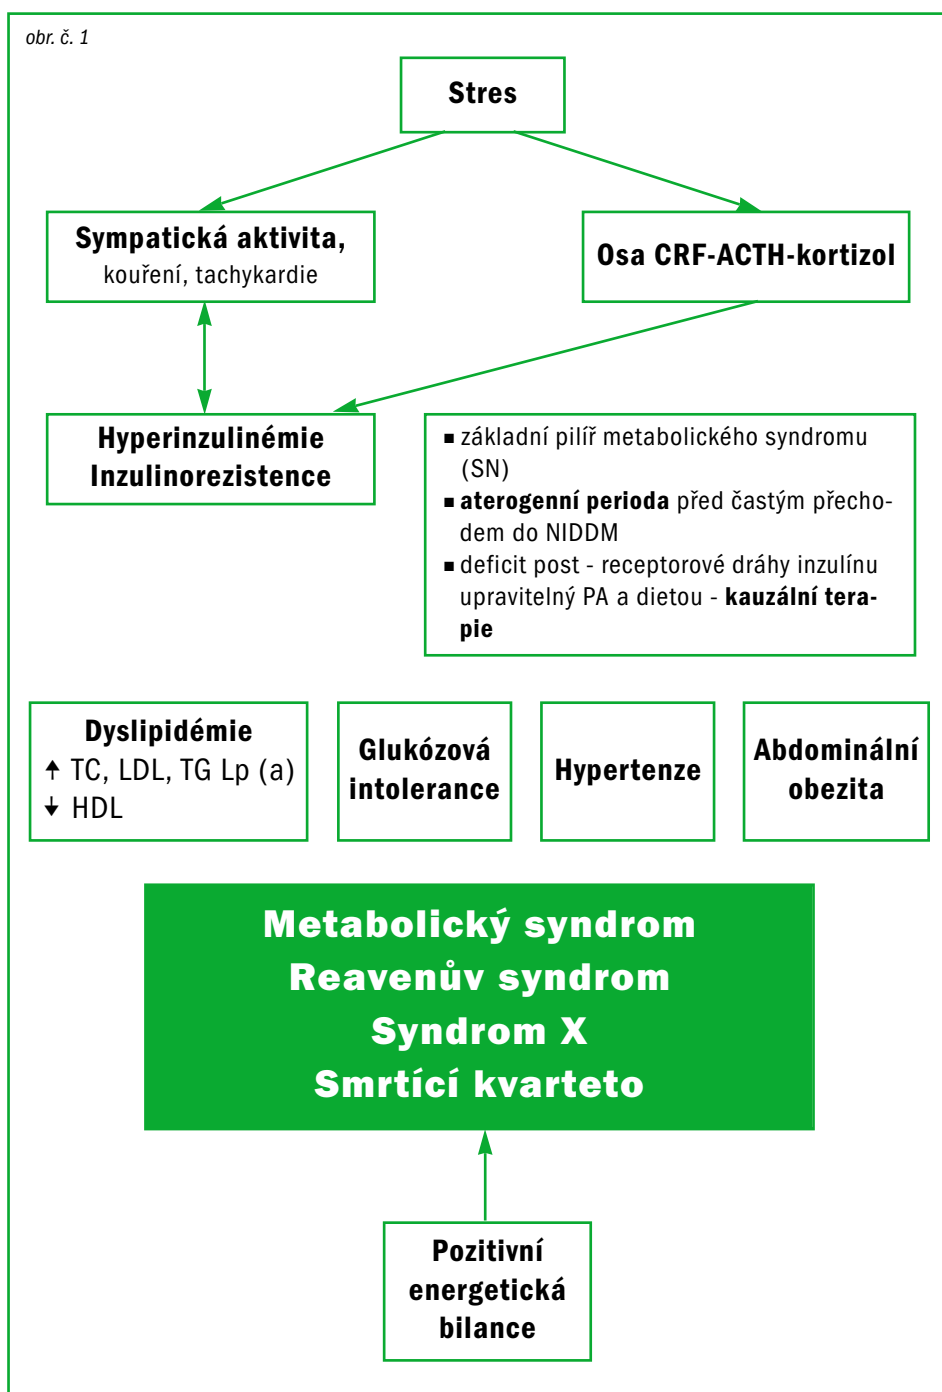 obr. č. 1
Stres
Sympatická aktivita,
kouření, tachykardie
Osa CRF-ACTH-kortizol
Hyperinzulinémie
Inzulinorezistence
■ základní pilíř metabolického syndromu
(SN)
■ aterogenní perioda před častým přecho-
dem do NIDDM
■ deficit post - receptorové dráhy inzulínu
upravitelný PA a dietou - kauzální tera-
pie
Dyslipidémie
↑ TC, LDL, TG Lp (a)
↓ HDL
Glukózová
intolerance
Hypertenze
Abdominální
obezita
Metabolický syndrom
Reavenův syndrom
Syndrom X
Smrtící kvarteto
Pozitivní
energetická
bilance